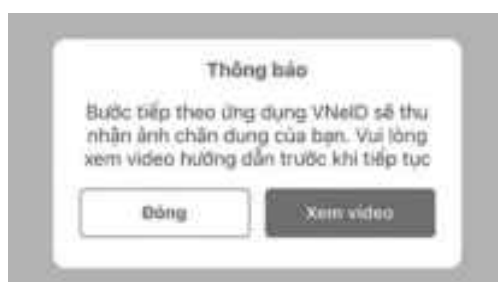 Thông báo
Bước tiếp theo ứng dụng VNeID sẽ thu
nhận ảnh chân dung của bạn. Vui lòng
xem video hướng dẫn trước khi tiếp tục
Đóng
Xem video